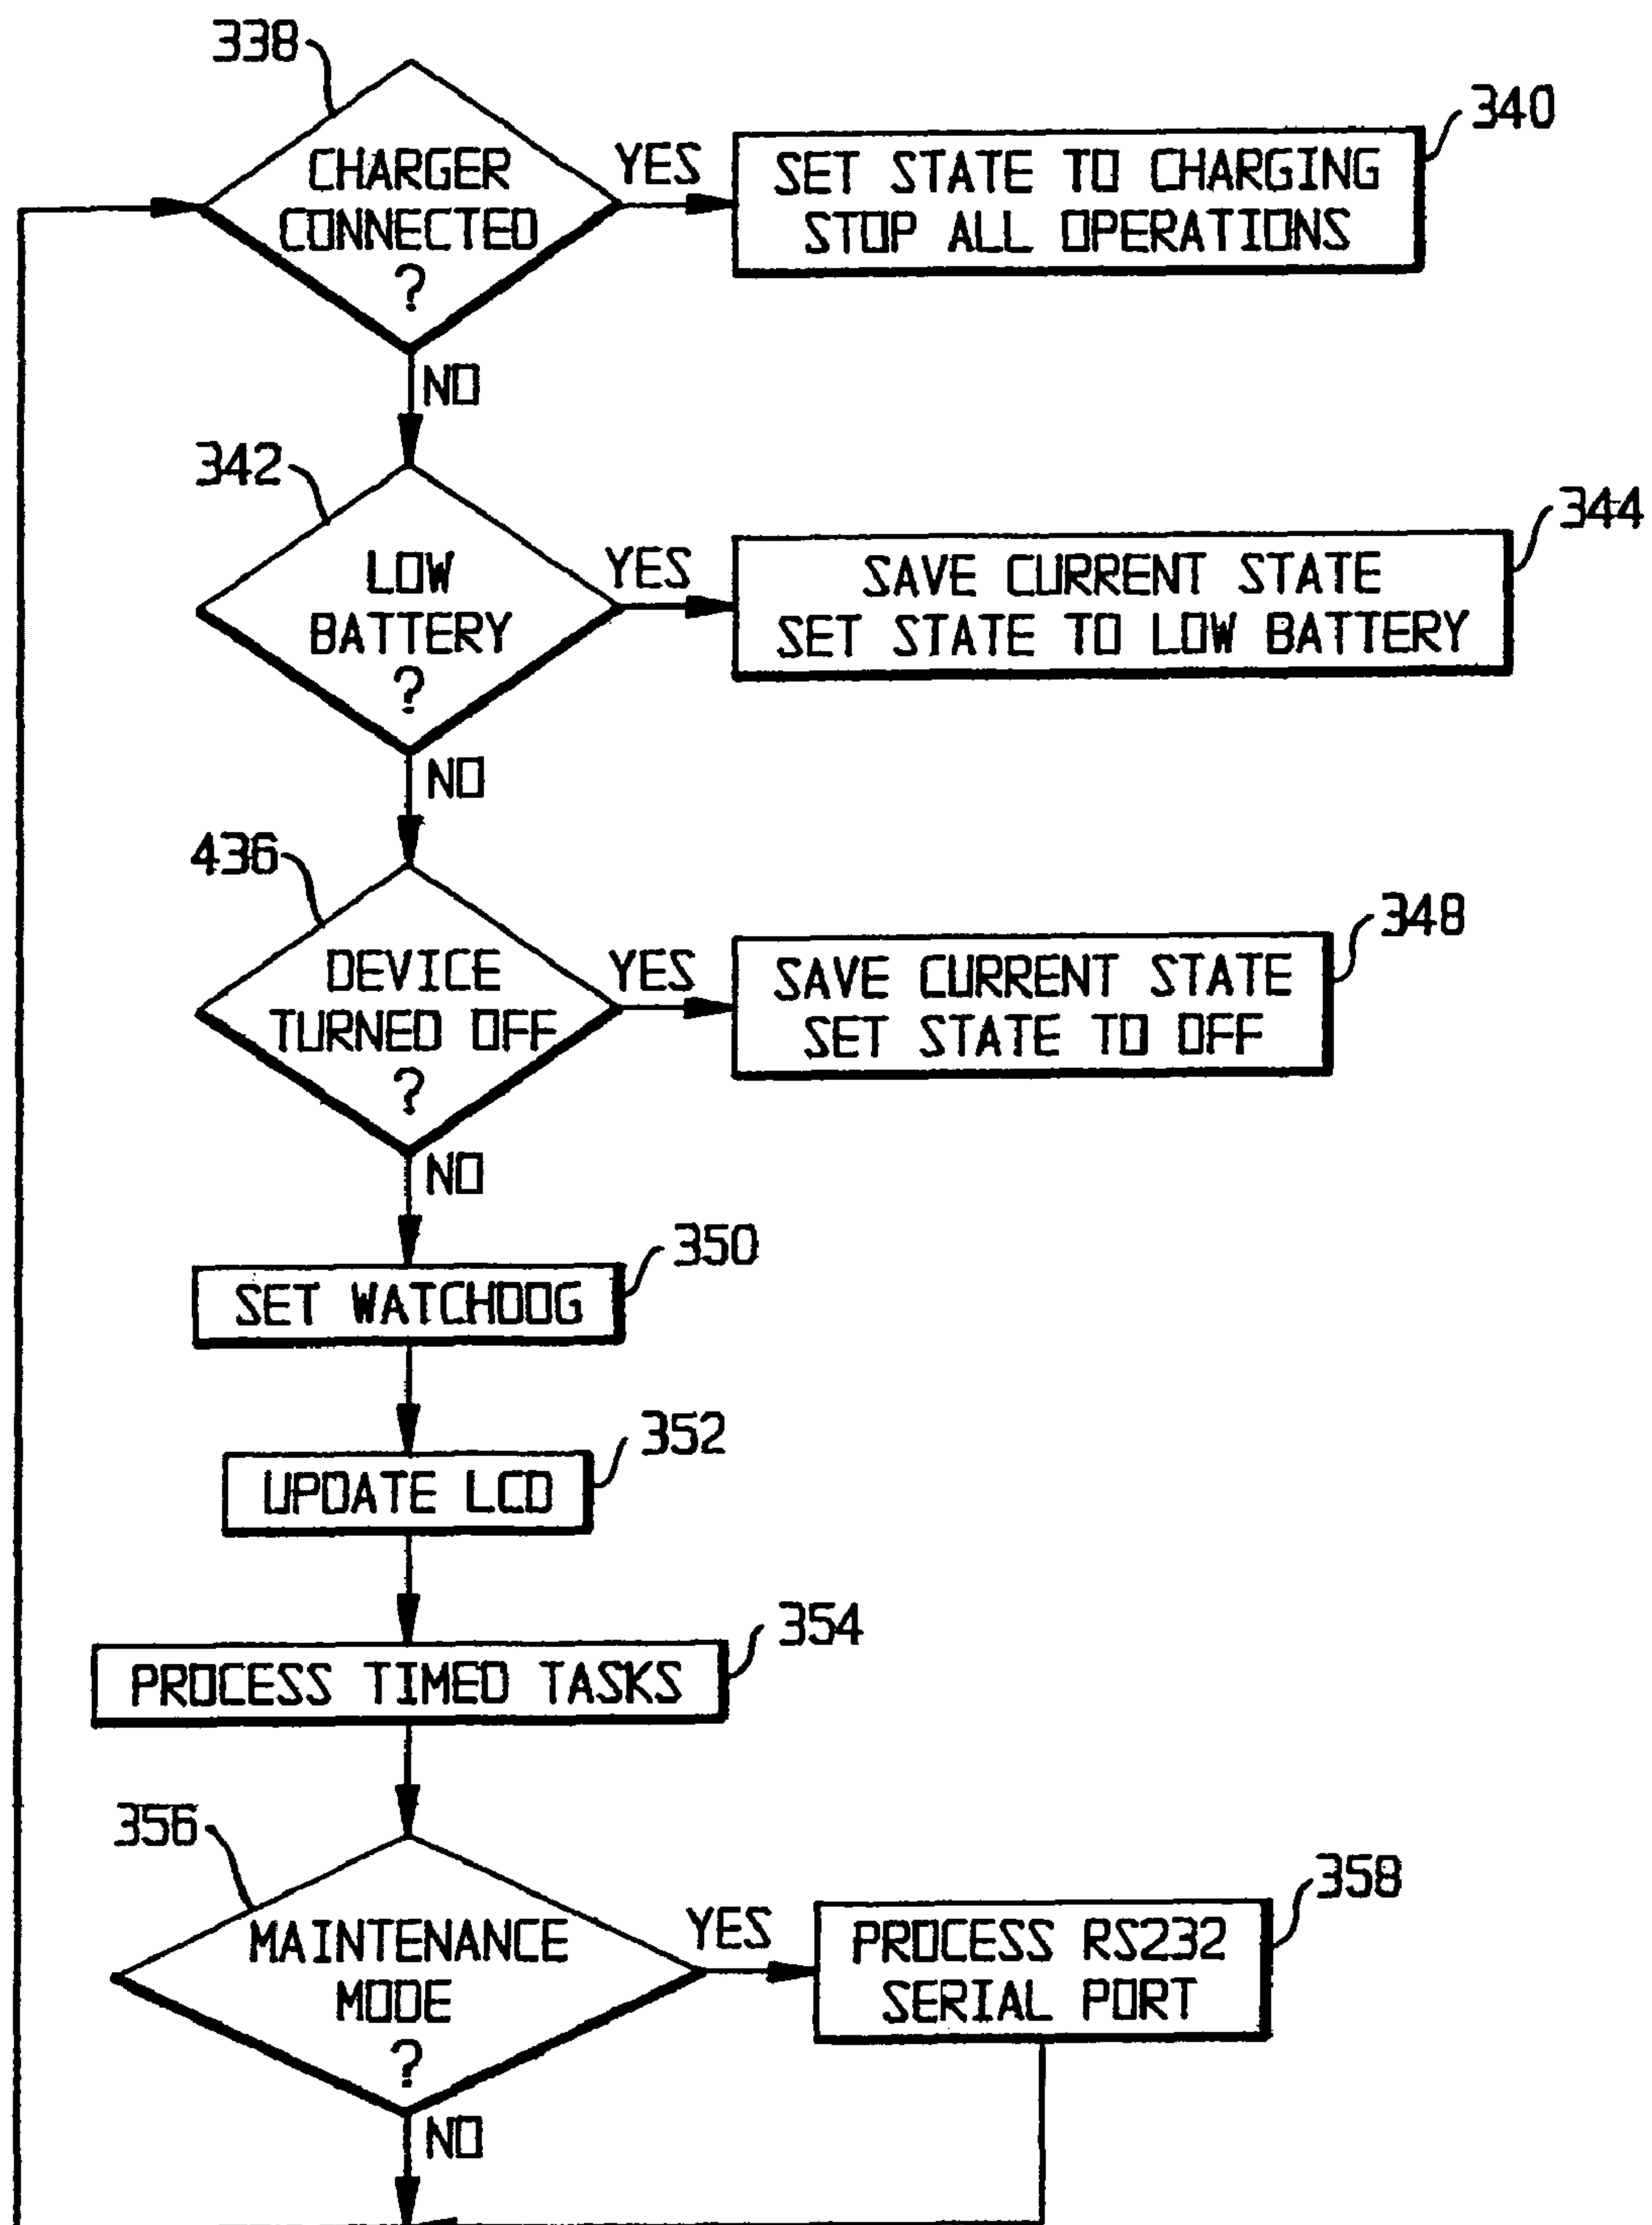 338
CHARGER
CONNECTED
?
YES
340
SET STATE TO CHARGING
STOP ALL OPERATIONS
NO
342
LOW
BATTERY
?
YES
344
SAVE CURRENT STATE
SET STATE TO LOW BATTERY
NO
436
DEVICE
TURNED OFF
?
YES
348
SAVE CURRENT STATE
SET STATE TO OFF
NO
350
SET WATCHDOG
352
UPDATE LCD
354
PROCESS TIMED TASKS
356
MAINTENANCE
MODE
?
YES
358
PROCESS RS232
SERIAL PORT
NO